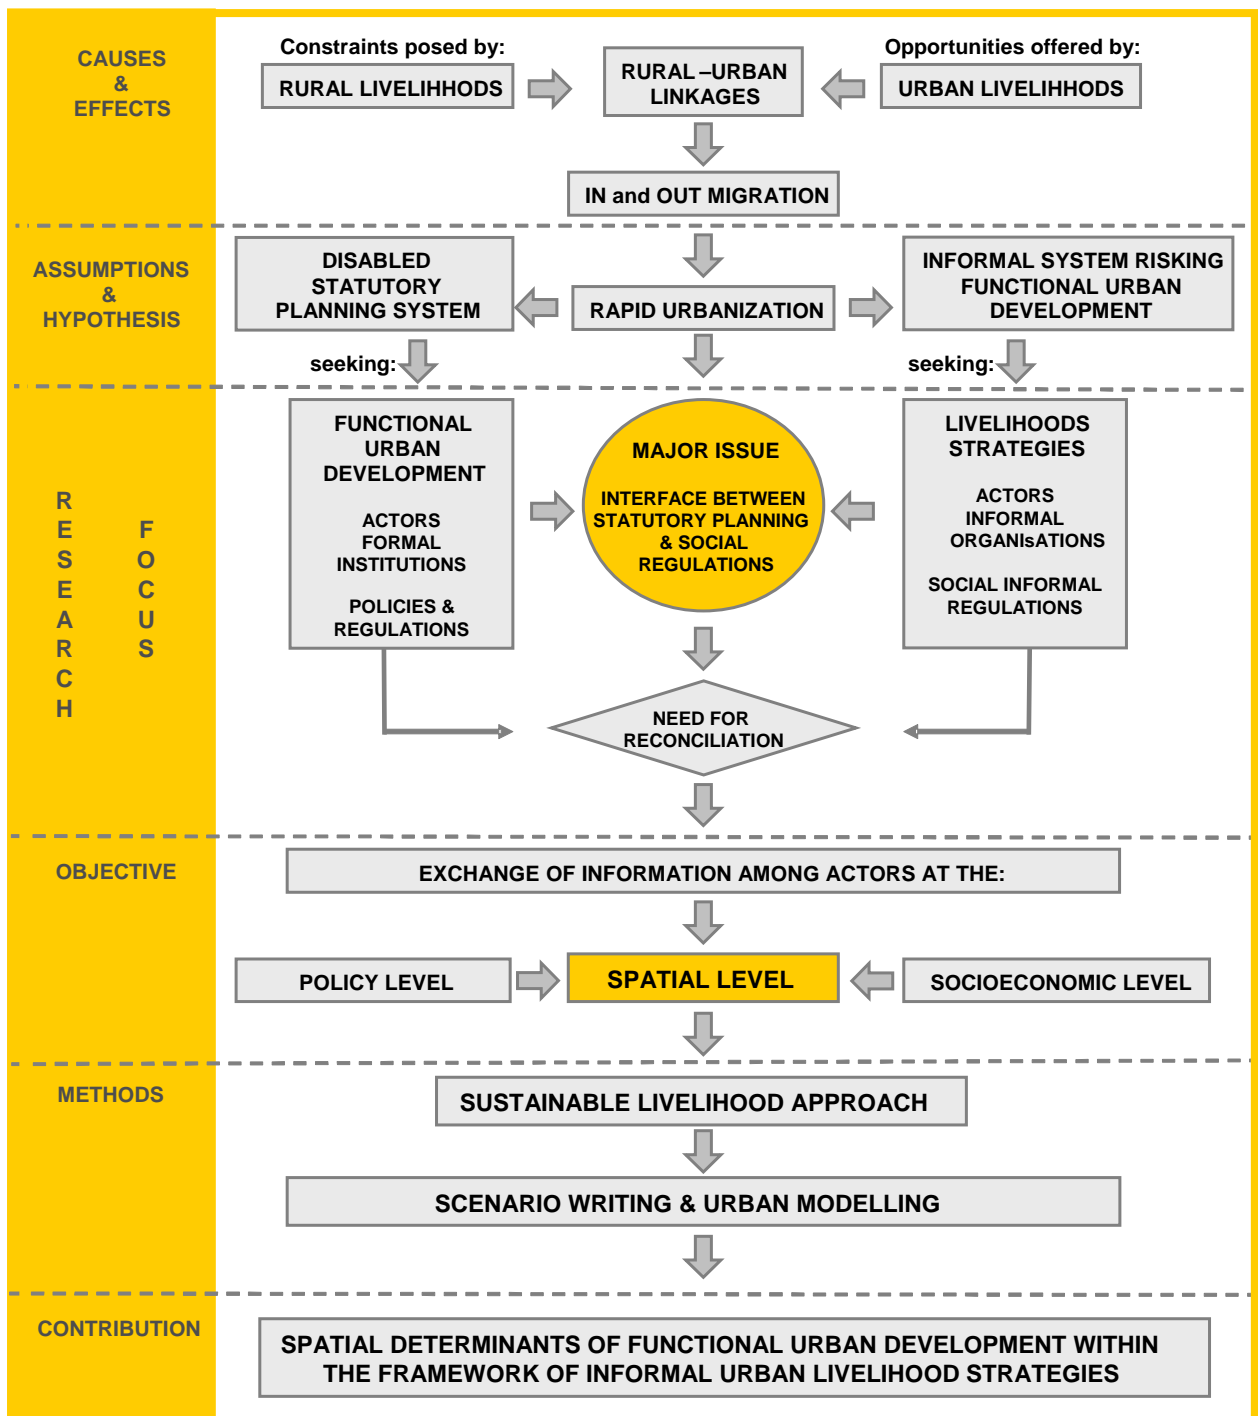 CAUSES
&
EFFECTS
Constraints posed by:
RURAL LIVELIHHODS
RURAL –URBAN
LINKAGES
Opportunities offered by:
URBAN LIVELIHHODS
IN and OUT MIGRATION
ASSUMPTIONS
&
HYPOTHESIS
DISABLED
STATUTORY
PLANNING SYSTEM
RAPID URBANIZATION
INFORMAL SYSTEM RISKING
FUNCTIONAL URBAN
DEVELOPMENT
seeking:
seeking:
RESEARCH
FOCUS
FUNCTIONAL
URBAN
DEVELOPMENT
ACTORS
FORMAL
INSTITUTIONS
POLICIES &
REGULATIONS
MAJOR ISSUE
INTERFACE BETWEEN
STATUTORY PLANNING
& SOCIAL
REGULATIONS
LIVELIHOODS
STRATEGIES
ACTORS
INFORMAL
ORGANIsATIONS
SOCIAL INFORMAL
REGULATIONS
NEED FOR
RECONCILIATION
OBJECTIVE
EXCHANGE OF INFORMATION AMONG ACTORS AT THE:
POLICY LEVEL
SPATIAL LEVEL
SOCIOECONOMIC LEVEL
METHODS
SUSTAINABLE LIVELIHOOD APPROACH
SCENARIO WRITING & URBAN MODELLING
CONTRIBUTION
SPATIAL DETERMINANTS OF FUNCTIONAL URBAN DEVELOPMENT WITHIN
THE FRAMEWORK OF INFORMAL URBAN LIVELIHOOD STRATEGIES